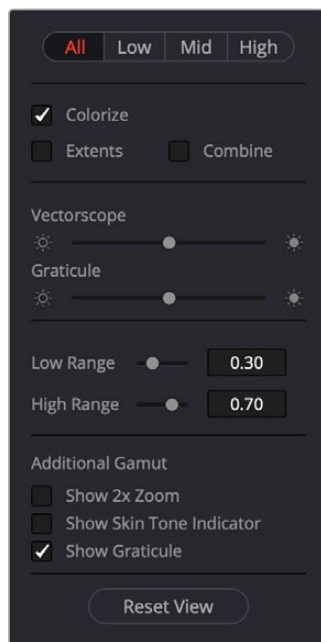 All Low Mid High
Colorize
Extents Combine
Vectorscope
Graticule
Low Range 0.30
High Range 0.70
Additional Gamut
Show 2x Zoom
Show Skin Tone Indicator
Show Graticule
Reset View